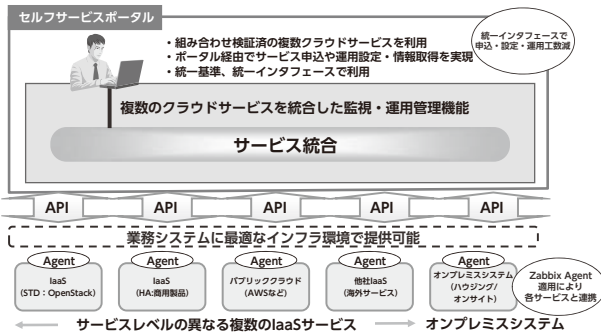 セルフサービスポータル
・組み合わせ検証済の複数クラウドサービスを利用
・ポータル経由でサービス申込や運用設定・情報取得を実現
・統一基準、統一インタフェースで利用
統一インタフェースで
申込・設定・運用工数減
複数のクラウドサービスを統合した監視・運用管理機能
サービス統合
API API API API API
業務システムに最適なインフラ環境で提供可能
Agent Agent Agent Agent Agent
IaaS
(STD:OpenStack)
IaaS
(HA:商用製品)
パブリッククラウド
(AWSなど)
他社IaaS
(海外サービス)
オンプレミスシステム
(ハウジング/
オンサイト)
Zabbix Agent
適用により
各サービスと連携
サービスレベルの異なる複数のIaaSサービス
オンプレミスシステム